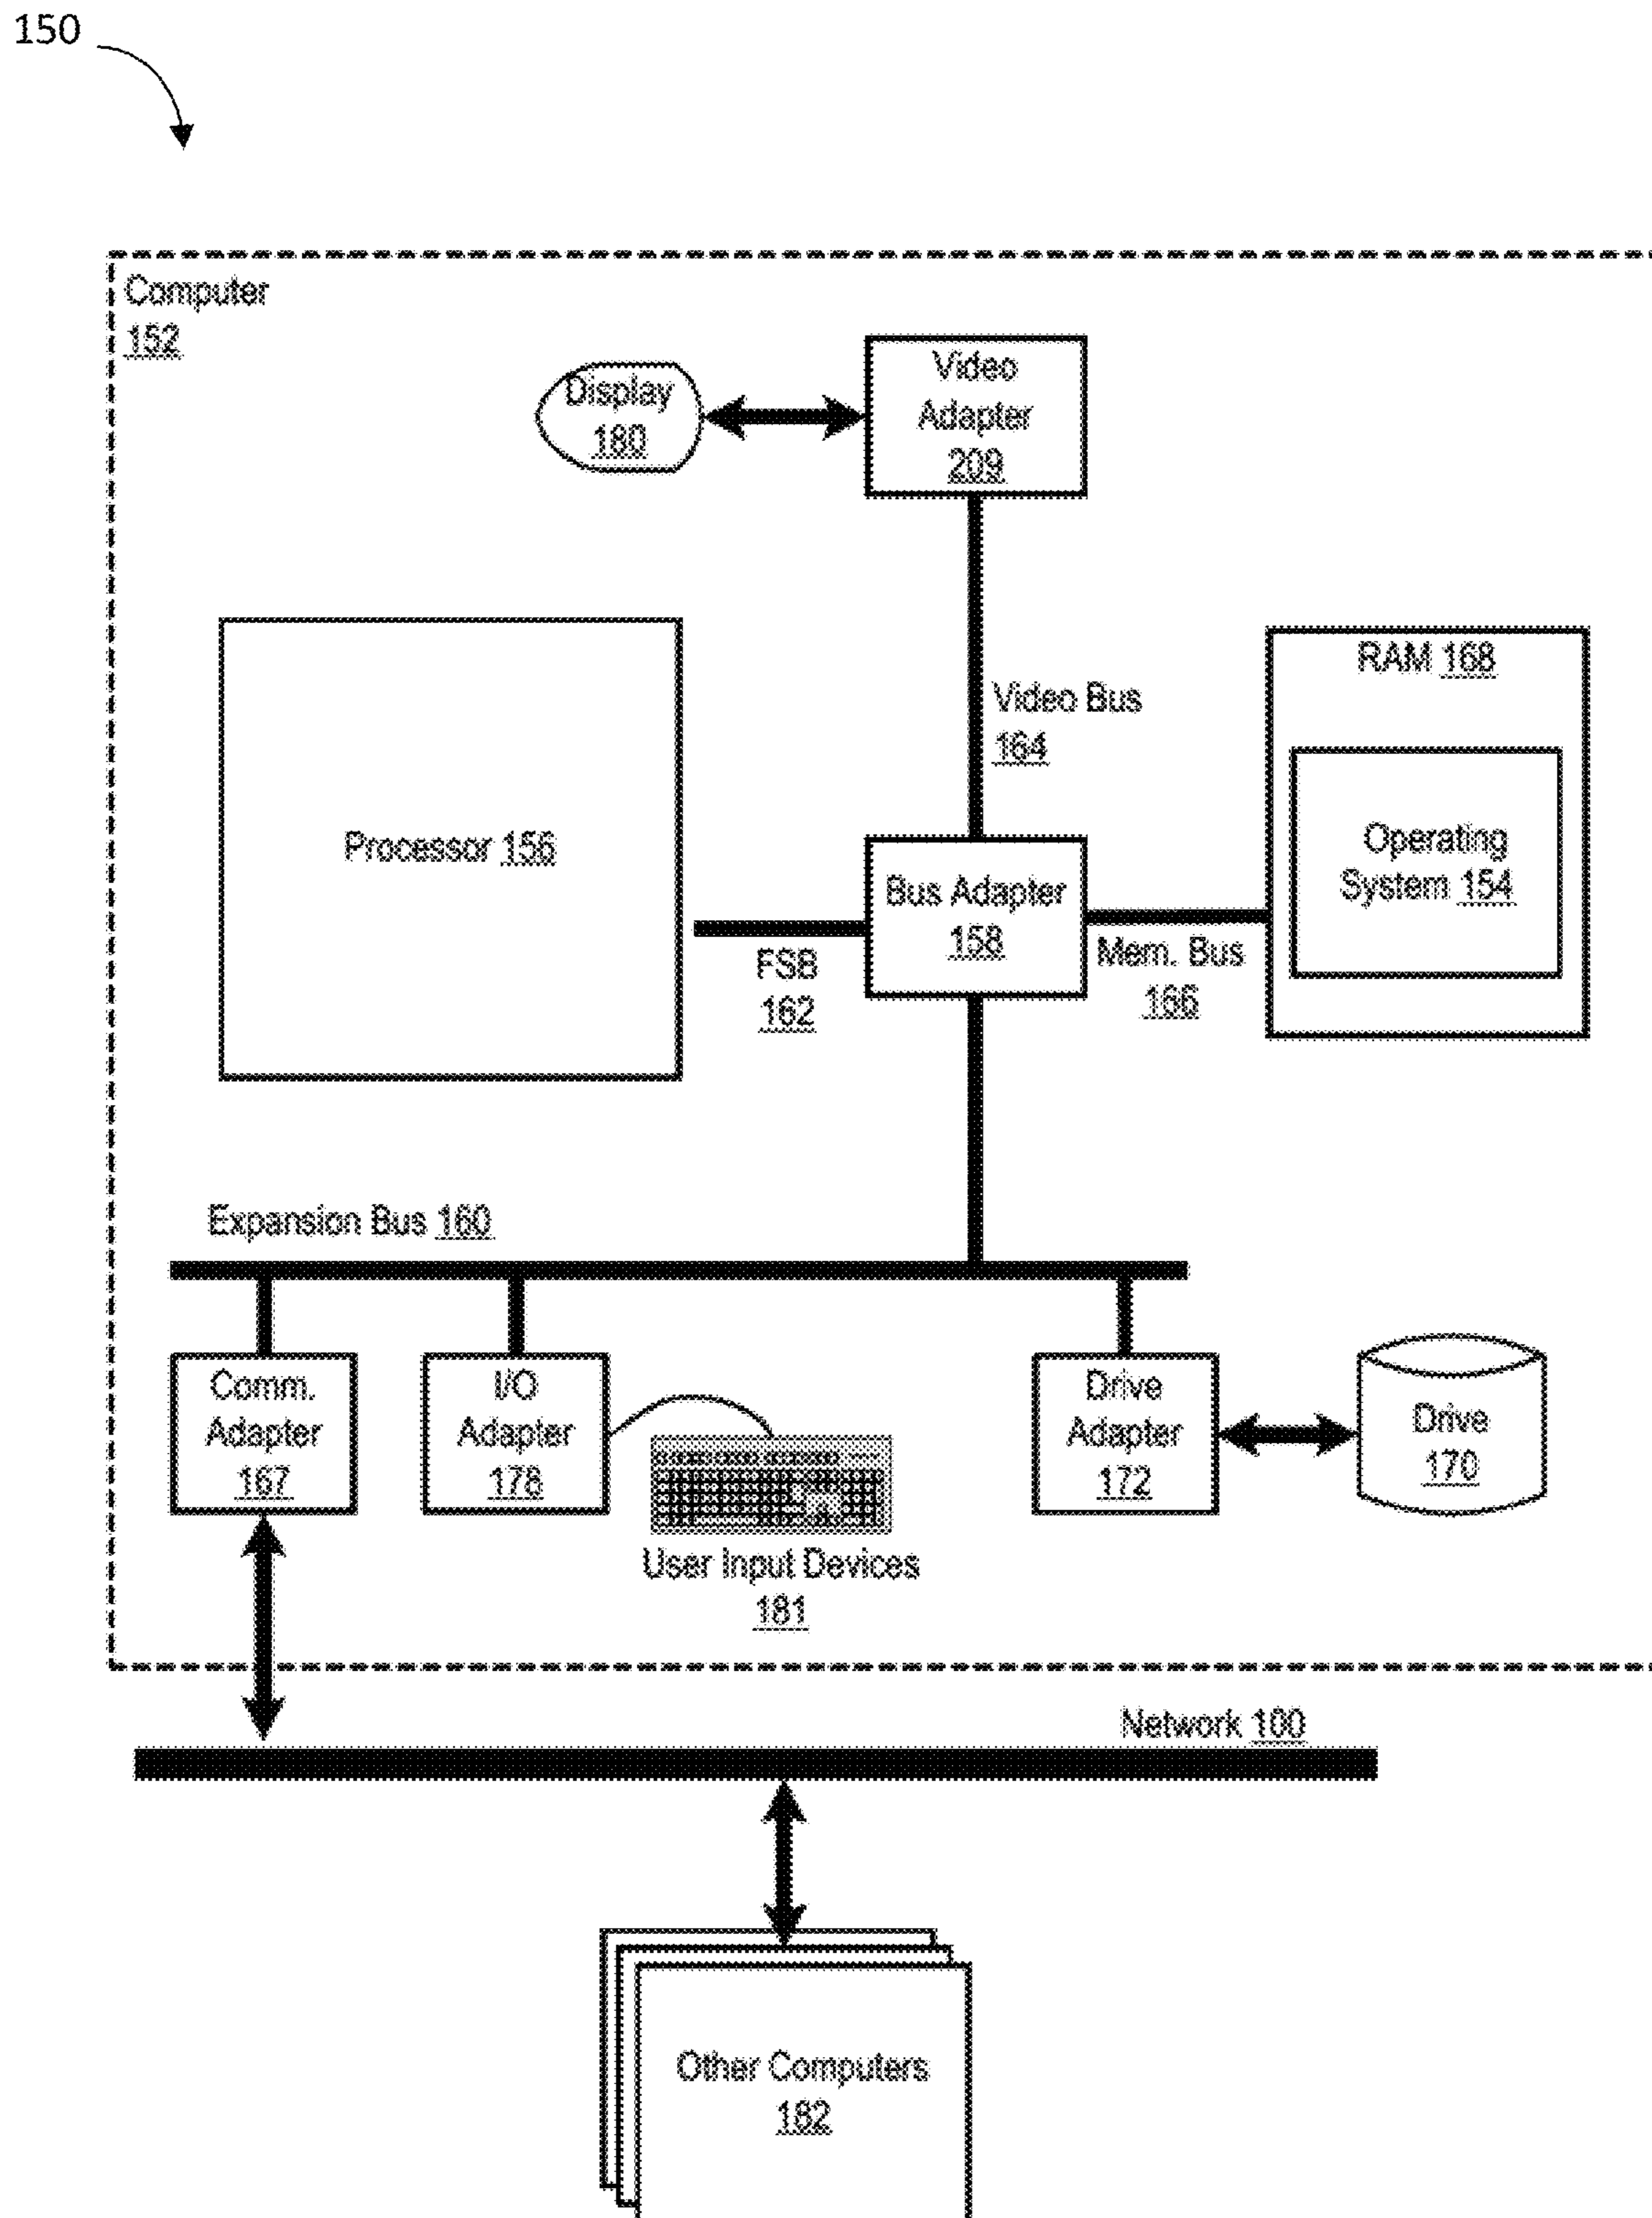 150
Computer
152
Display
180
Video
Adapter
209
Video Bus
164
RAM 168
Operating
System 154
Processor 156
Bus Adapter
158
FSB
162
Mem. Bus
166
Expansion Bus 160
Comm.
Adapter
167
I/O
Adapter
178
User Input Devices
181
Drive
Adapter
172
Drive
170
Network 100
Other Computers
182